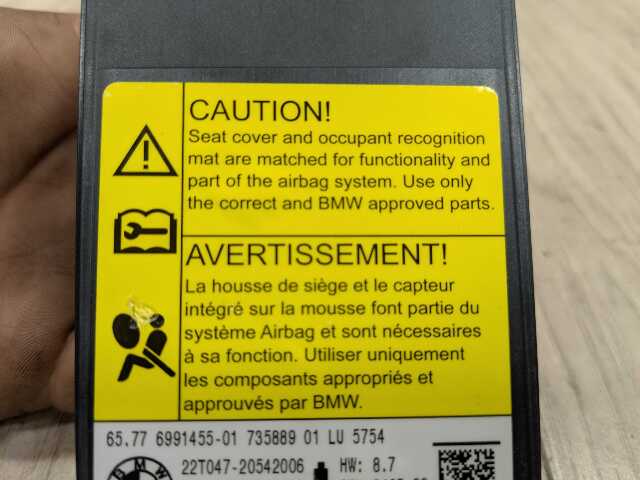 CAUTION!
Seat cover and occupant recognition
mat are matched for functionality and
part of the airbag system. Use only
the correct and BMW approved parts.
AVERTISSEMENT!
La housse de siège et le capteur
intégré sur la mousse font partie du
système Airbag et sont nécessaires
à sa fonction. Utiliser uniquement
les composants appropriés et
approuvés par BMW.
65.77 6991455-01 735889 01 LU 5754
BMW
22T047-20542006 HW: 8.7